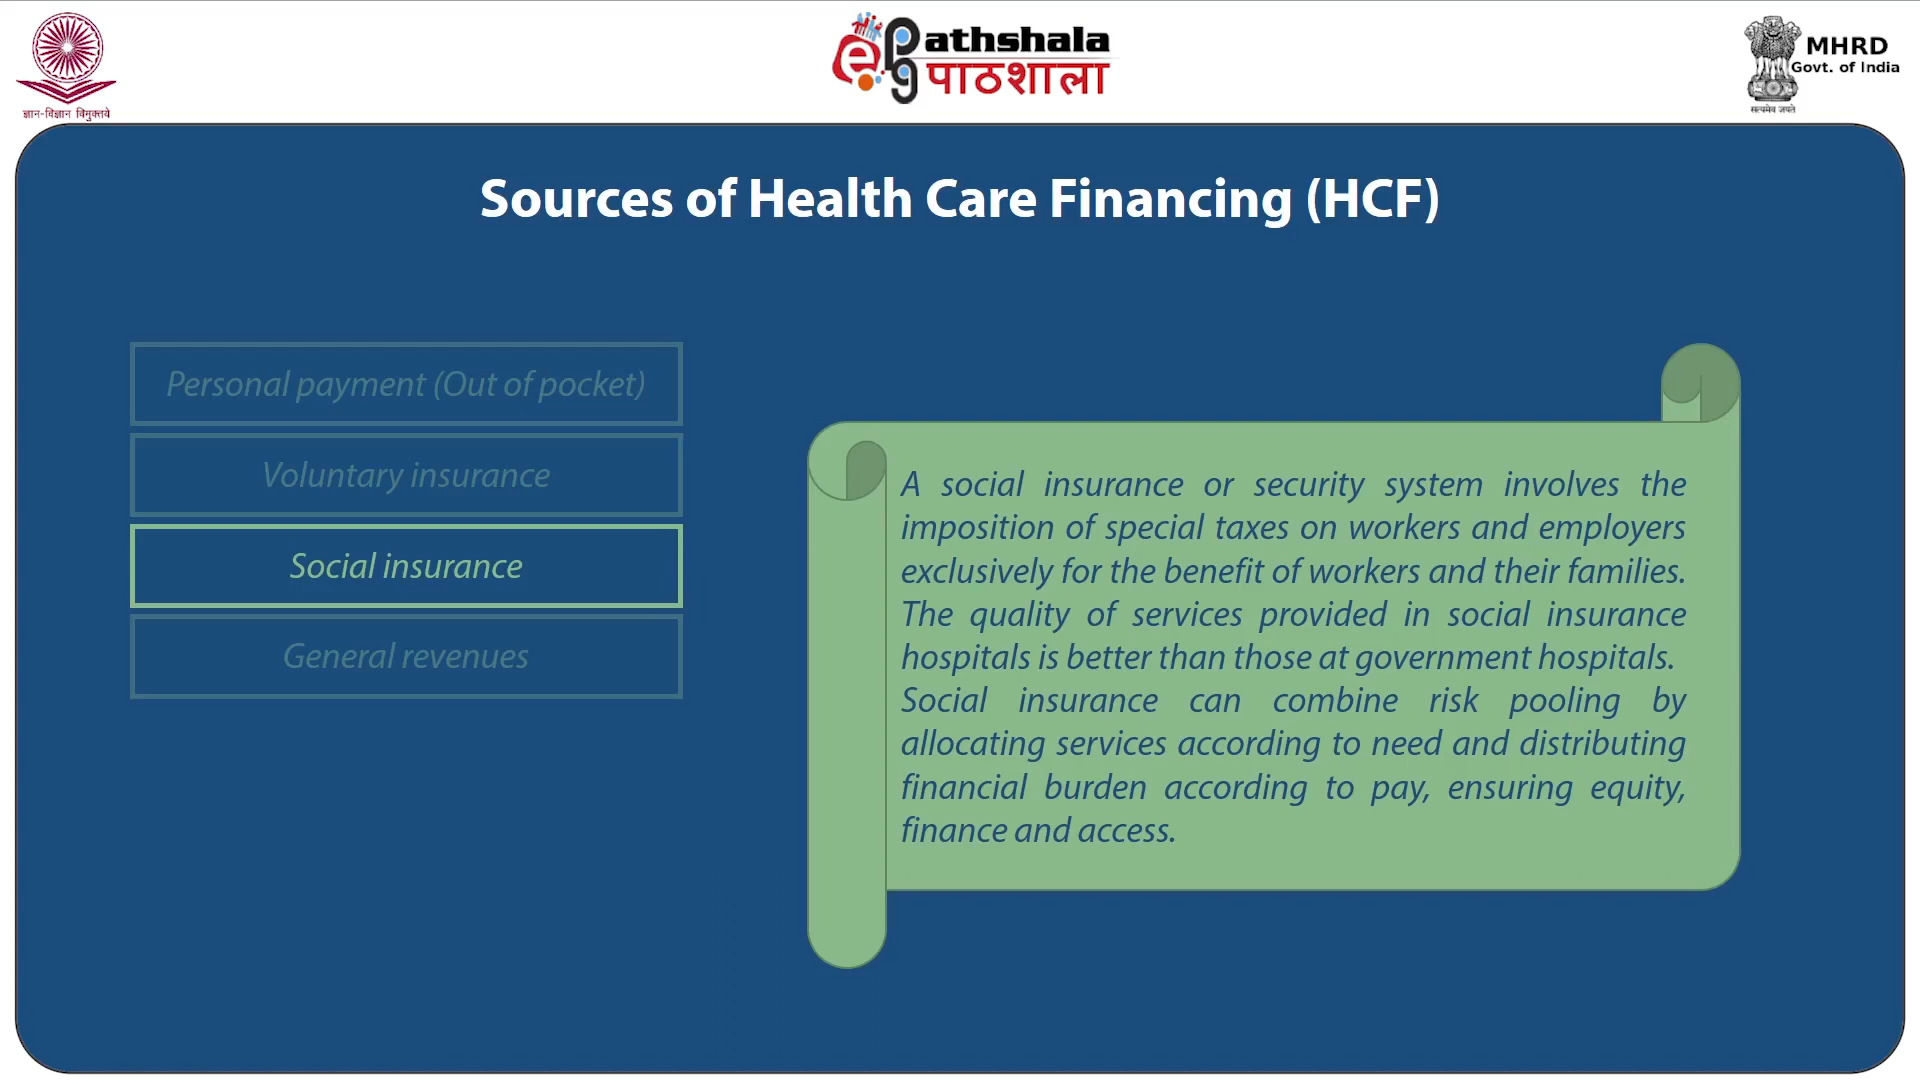 ज्ञान-विज्ञान विमुक्तये
ePGathshala
पाठशाला
MHRD
Govt. of India
सत्यमेव जयते
Sources of Health Care Financing (HCF)
Personal payment (Out of pocket)
Voluntary insurance
Social insurance
General revenues
A social insurance or security system involves the
imposition of special taxes on workers and employers
exclusively for the benefit of workers and their families.
The quality of services provided in social insurance
hospitals is better than those at government hospitals.
Social insurance can combine risk pooling by
allocating services according to need and distributing
financial burden according to pay, ensuring equity,
finance and access.